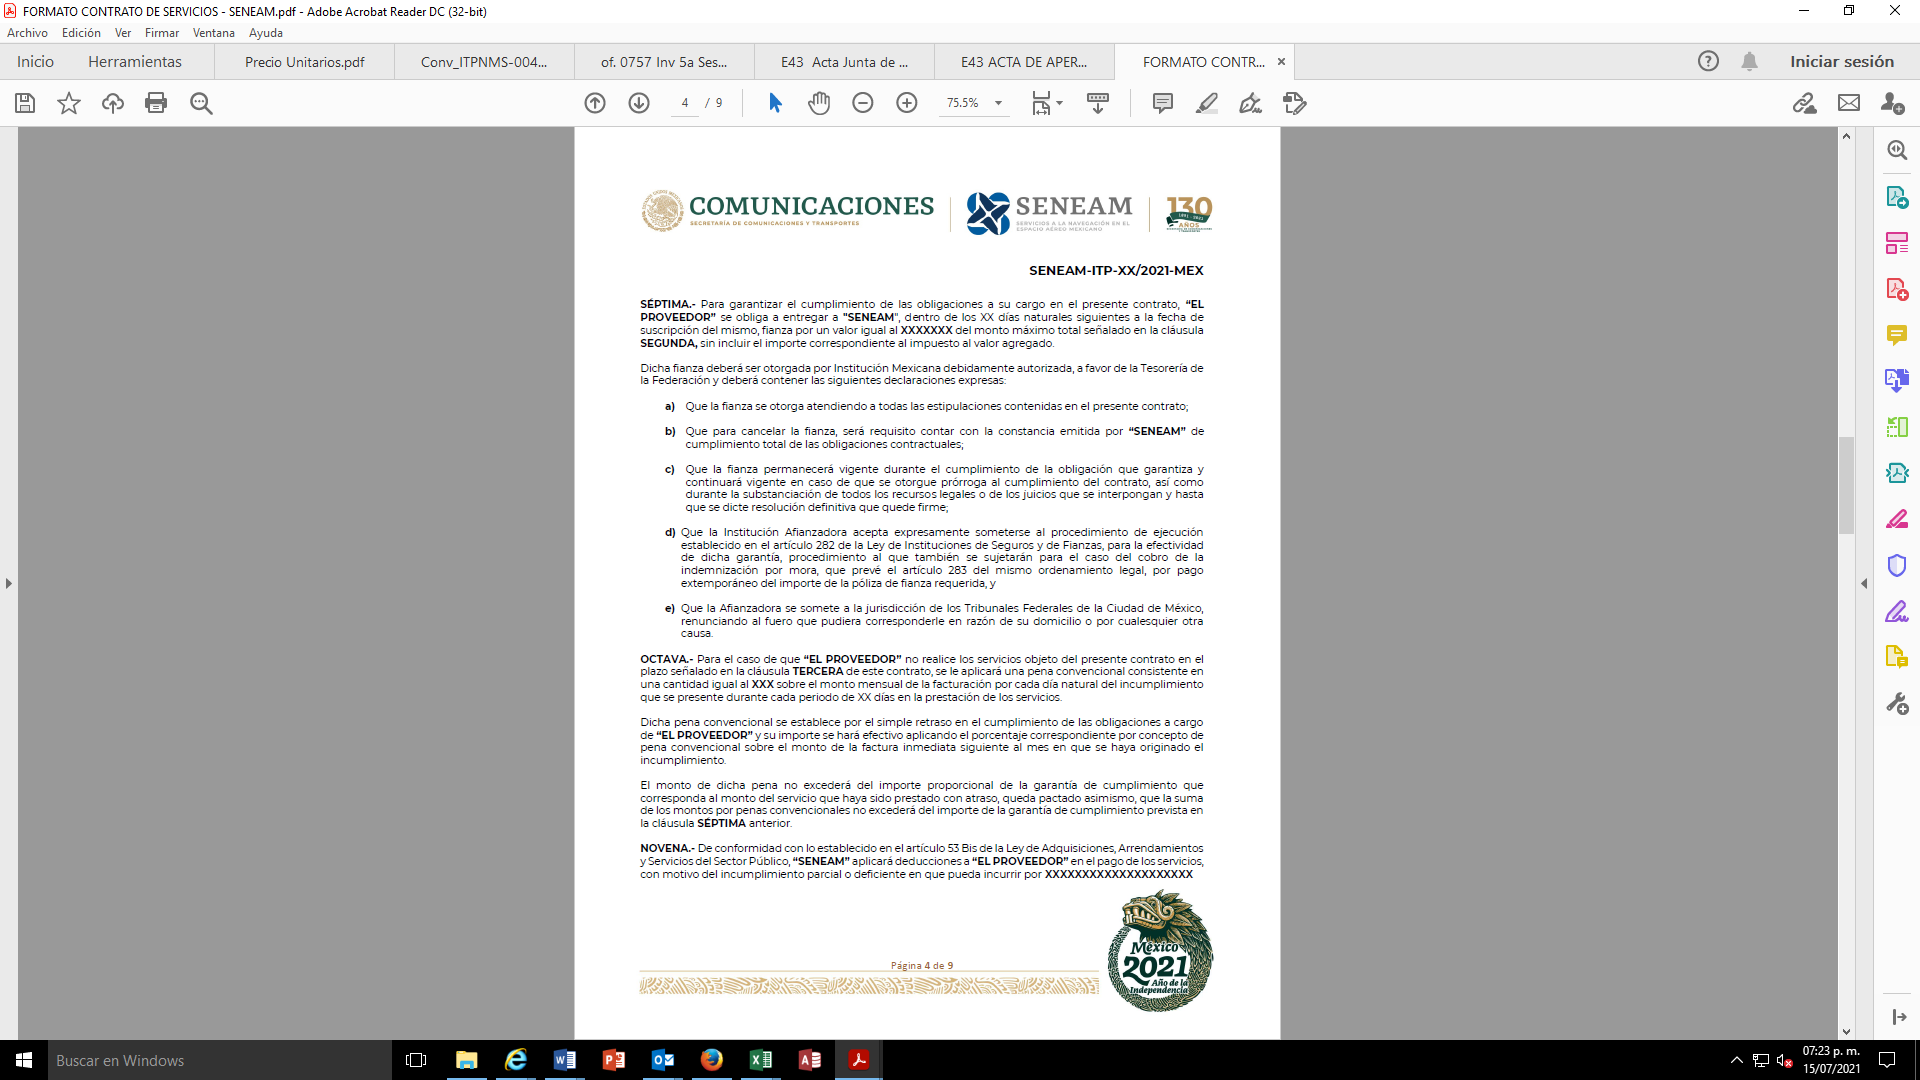 FORMATO CONTRATO DE SERVICIOS - SENEAM.pdf - Adobe Acrobat Reader DC (32-bit)
Archivo Edición Ver Firmar Ventana Ayuda
Inicio Herramientas Precio Unitarios.pdf Conv_ITPNMS-004... of. 0757 Inv 5a Ses... E43 Acta Junta de ... E43 ACTA DE APER... FORMATO CONTR... Iniciar sesión
4 / 9 75.5%
COMUNICACIONES
SECRETARÍA DE COMUNICACIONES Y TRANSPORTES
SENEAM
SERVICIOS A LA NAVEGACIÓN EN EL
ESPACIO AÉREO MEXICANO
130
1891 - 2021
AÑOS
SENEAM-ITP-XX/2021-MEX
SÉPTIMA.- Para garantizar el cumplimiento de las obligaciones a su cargo en el presente contrato, “EL
PROVEEDOR” se obliga a entregar a "SENEAM", dentro de los XX días naturales siguientes a la fecha de
suscripción del mismo, fianza por un valor igual al XXXXXXX del monto máximo total señalado en la cláusula
SEGUNDA, sin incluir el importe correspondiente al impuesto al valor agregado.
Dicha fianza deberá ser otorgada por Institución Mexicana debidamente autorizada, a favor de la Tesorería de
la Federación y deberá contener las siguientes declaraciones expresas:
a) Que la fianza se otorga atendiendo a todas las estipulaciones contenidas en el presente contrato;
b) Que para cancelar la fianza, será requisito contar con la constancia emitida por “SENEAM” de
cumplimiento total de las obligaciones contractuales;
c) Que la fianza permanecerá vigente durante el cumplimiento de la obligación que garantiza y
continuará vigente en caso de que se otorgue prórroga al cumplimiento del contrato, así como
durante la substanciación de todos los recursos legales o de los juicios que se interpongan y hasta
que se dicte resolución definitiva que quede firme;
d) Que la Institución Afianzadora acepta expresamente someterse al procedimiento de ejecución
establecido en el artículo 282 de la Ley de Instituciones de Seguros y de Fianzas, para la efectividad
de dicha garantía, procedimiento al que también se sujetarán para el caso del cobro de la
indemnización por mora, que prevé el artículo 283 del mismo ordenamiento legal, por pago
extemporáneo del importe de la póliza de fianza requerida, y
e) Que la Afianzadora se somete a la jurisdicción de los Tribunales Federales de la Ciudad de México,
renunciando al fuero que pudiera corresponderle en razón de su domicilio o por cualesquier otra
causa.
OCTAVA.- Para el caso de que “EL PROVEEDOR” no realice los servicios objeto del presente contrato en el
plazo señalado en la cláusula TERCERA de este contrato, se le aplicará una pena convencional consistente en
una cantidad igual al XXX sobre el monto mensual de la facturación por cada día natural del incumplimiento
que se presente durante cada periodo de XX días en la prestación de los servicios.
Dicha pena convencional se establece por el simple retraso en el cumplimiento de las obligaciones a cargo
de “EL PROVEEDOR” y su importe se hará efectivo aplicando el porcentaje correspondiente por concepto de
pena convencional sobre el monto de la factura inmediata siguiente al mes en que se haya originado el
incumplimiento.
El monto de dicha pena no excederá del importe proporcional de la garantía de cumplimiento que
corresponda al monto del servicio que haya sido prestado con atraso, queda pactado asimismo, que la suma
de los montos por penas convencionales no excederá del importe de la garantía de cumplimiento prevista en
la cláusula SÉPTIMA anterior.
NOVENA.- De conformidad con lo establecido en el artículo 53 Bis de la Ley de Adquisiciones, Arrendamientos
y Servicios del Sector Público, “SENEAM” aplicará deducciones a “EL PROVEEDOR” en el pago de los servicios,
con motivo del incumplimiento parcial o deficiente en que pueda incurrir por XXXXXXXXXXXXXXXXXXXX
México
2021
Año de la
Independencia
Página 4 de 9
Buscar en Windows
07:23 p. m.
15/07/2021